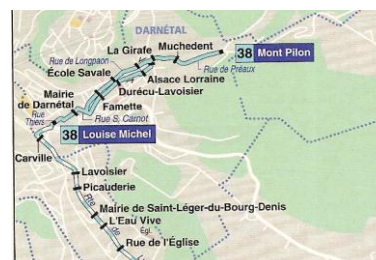 DARNÉTAL
La Girafe
Muchedent
38 Mont Pilon
Rue de Longpaon
École Savale
Rue de Préaux
Alsace Lorraine
Mairie
de Darnétal
Durécu-Lavoisier
Rue
Thiers
Famette
Rue S. Carnot
38 Louise Michel
Carville
Lavoisier
Picauderie
Rte
de
Mairie de Saint-Léger-du-Bourg-Denis
L'Eau Vive
Égl.
Rue de l'Église